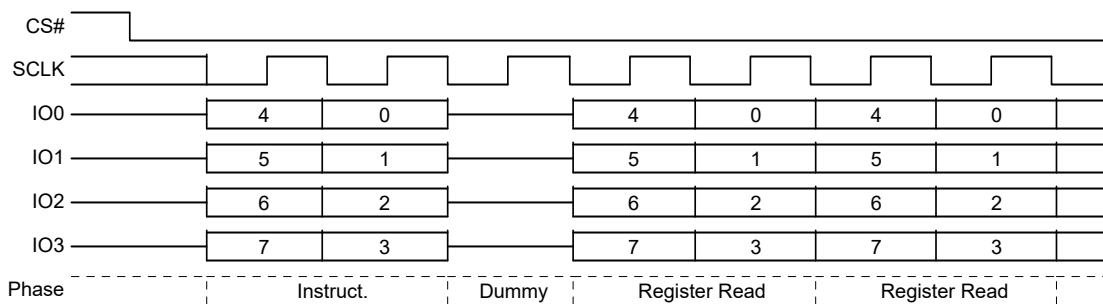 CS#
SCLK
IO0 4 0 4 0 4 0
IO1 5 1 5 1 5 1
IO2 6 2 6 2 6 2
IO3 7 3 7 3 7 3
Phase Instruct. Dummy Register Read Register Read